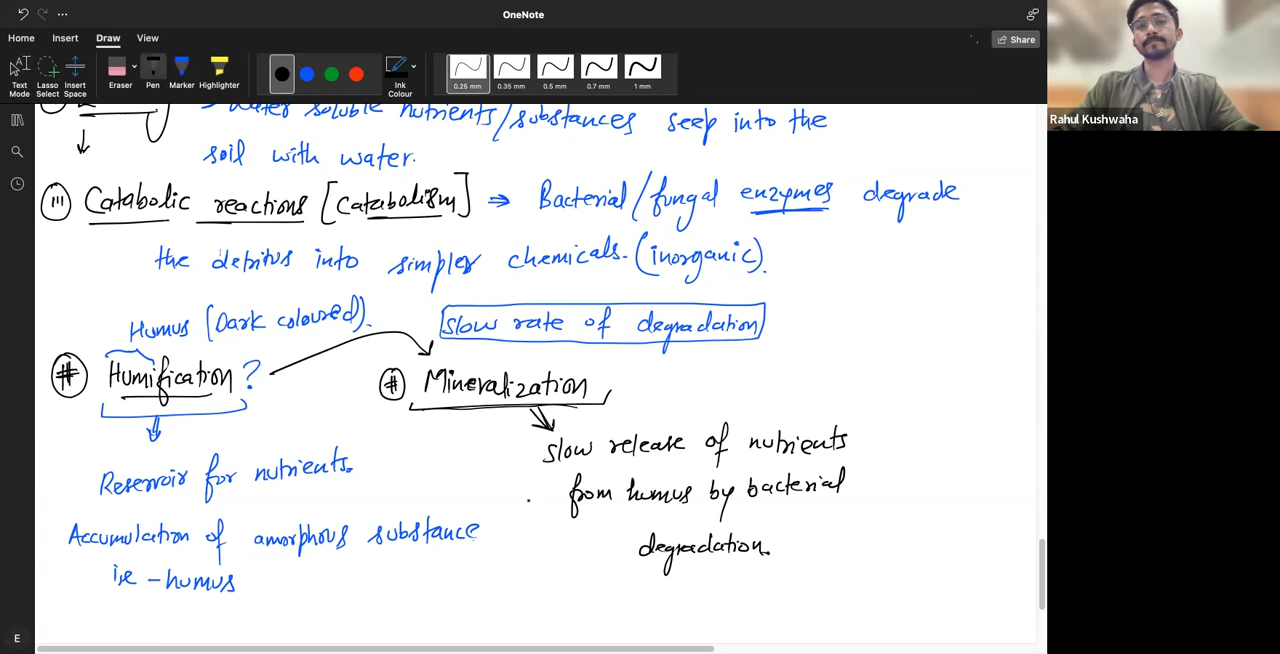 OneNote
Home Insert Draw View
Share
Text Mode
Lasso Select
Insert Space
Eraser
Pen
Marker
Highlighter
Ink Colour
0.25 mm
0.35 mm
0.5 mm
0.7 mm
1 mm
Rahul Kushwaha
→ Water soluble nutrients/substances seep into the
soil with water.
(iii) Catabolic reactions [Catabolism] ⇒ Bacterial/fungal enzymes degrade
the detritus into simpler chemicals. (inorganic).
Humus (Dark coloured).
Slow rate of degradation
# Humification?
# Mineralization
Slow release of nutrients
from humus by bacterial
degradation.
Reservoir for nutrients.
Accumulation of amorphous substance
i,e - humus
E